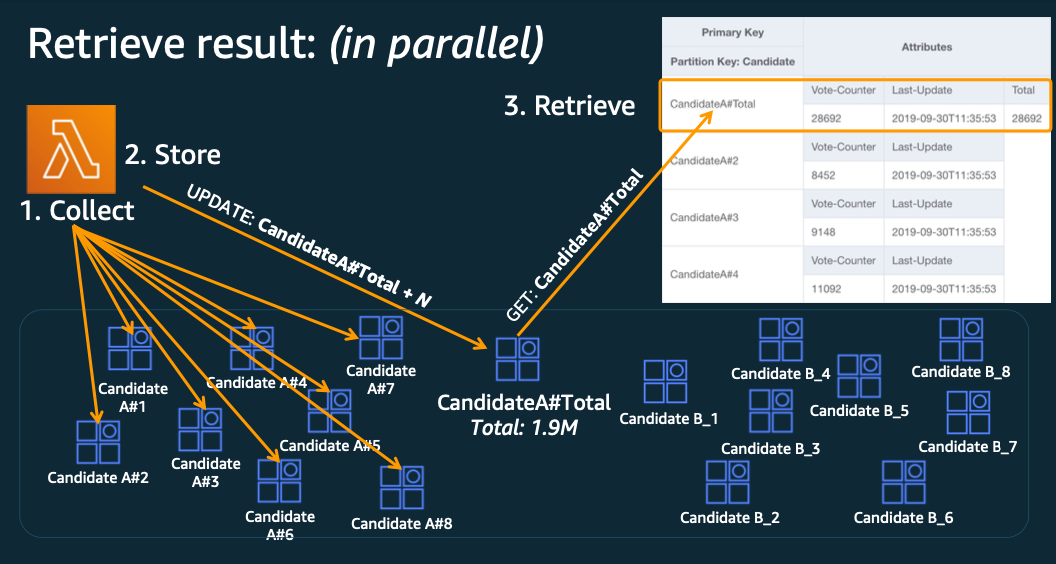 Retrieve result: (in parallel)
2. Store
1. Collect
UPDATE: CandidateA#Total + N
3. Retrieve
GET: CandidateA#Total
Primary Key
Attributes
Partition Key: Candidate
CandidateA#Total
Vote-Counter Last-Update Total
28692 2019-09-30T11:35:53 28692
CandidateA#2
Vote-Counter Last-Update
8452 2019-09-30T11:35:53
CandidateA#3
Vote-Counter Last-Update
9148 2019-09-30T11:35:53
CandidateA#4
Vote-Counter Last-Update
11092 2019-09-30T11:35:53
Candidate
A#1
Candidate A#4
Candidate
A#7
Candidate A#2
Candidate
A#3
Candidate A#5
Candidate
A#6
Candidate A#8
CandidateA#Total
Total: 1.9M
Candidate B_1
Candidate B_4
Candidate B_8
Candidate B_5
Candidate B_3
Candidate B_7
Candidate B_2
Candidate B_6